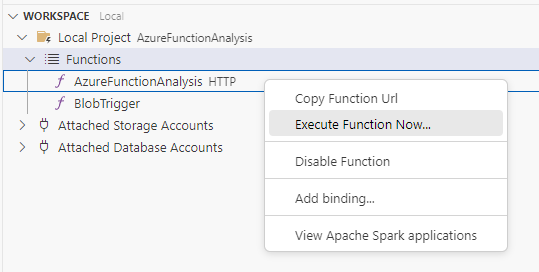 WORKSPACE Local
Local Project AzureFunctionAnalysis
Functions
AzureFunctionAnalysis HTTP
BlobTrigger
Attached Storage Accounts
Attached Database Accounts
Copy Function Url
Execute Function Now...
Disable Function
Add binding...
View Apache Spark applications